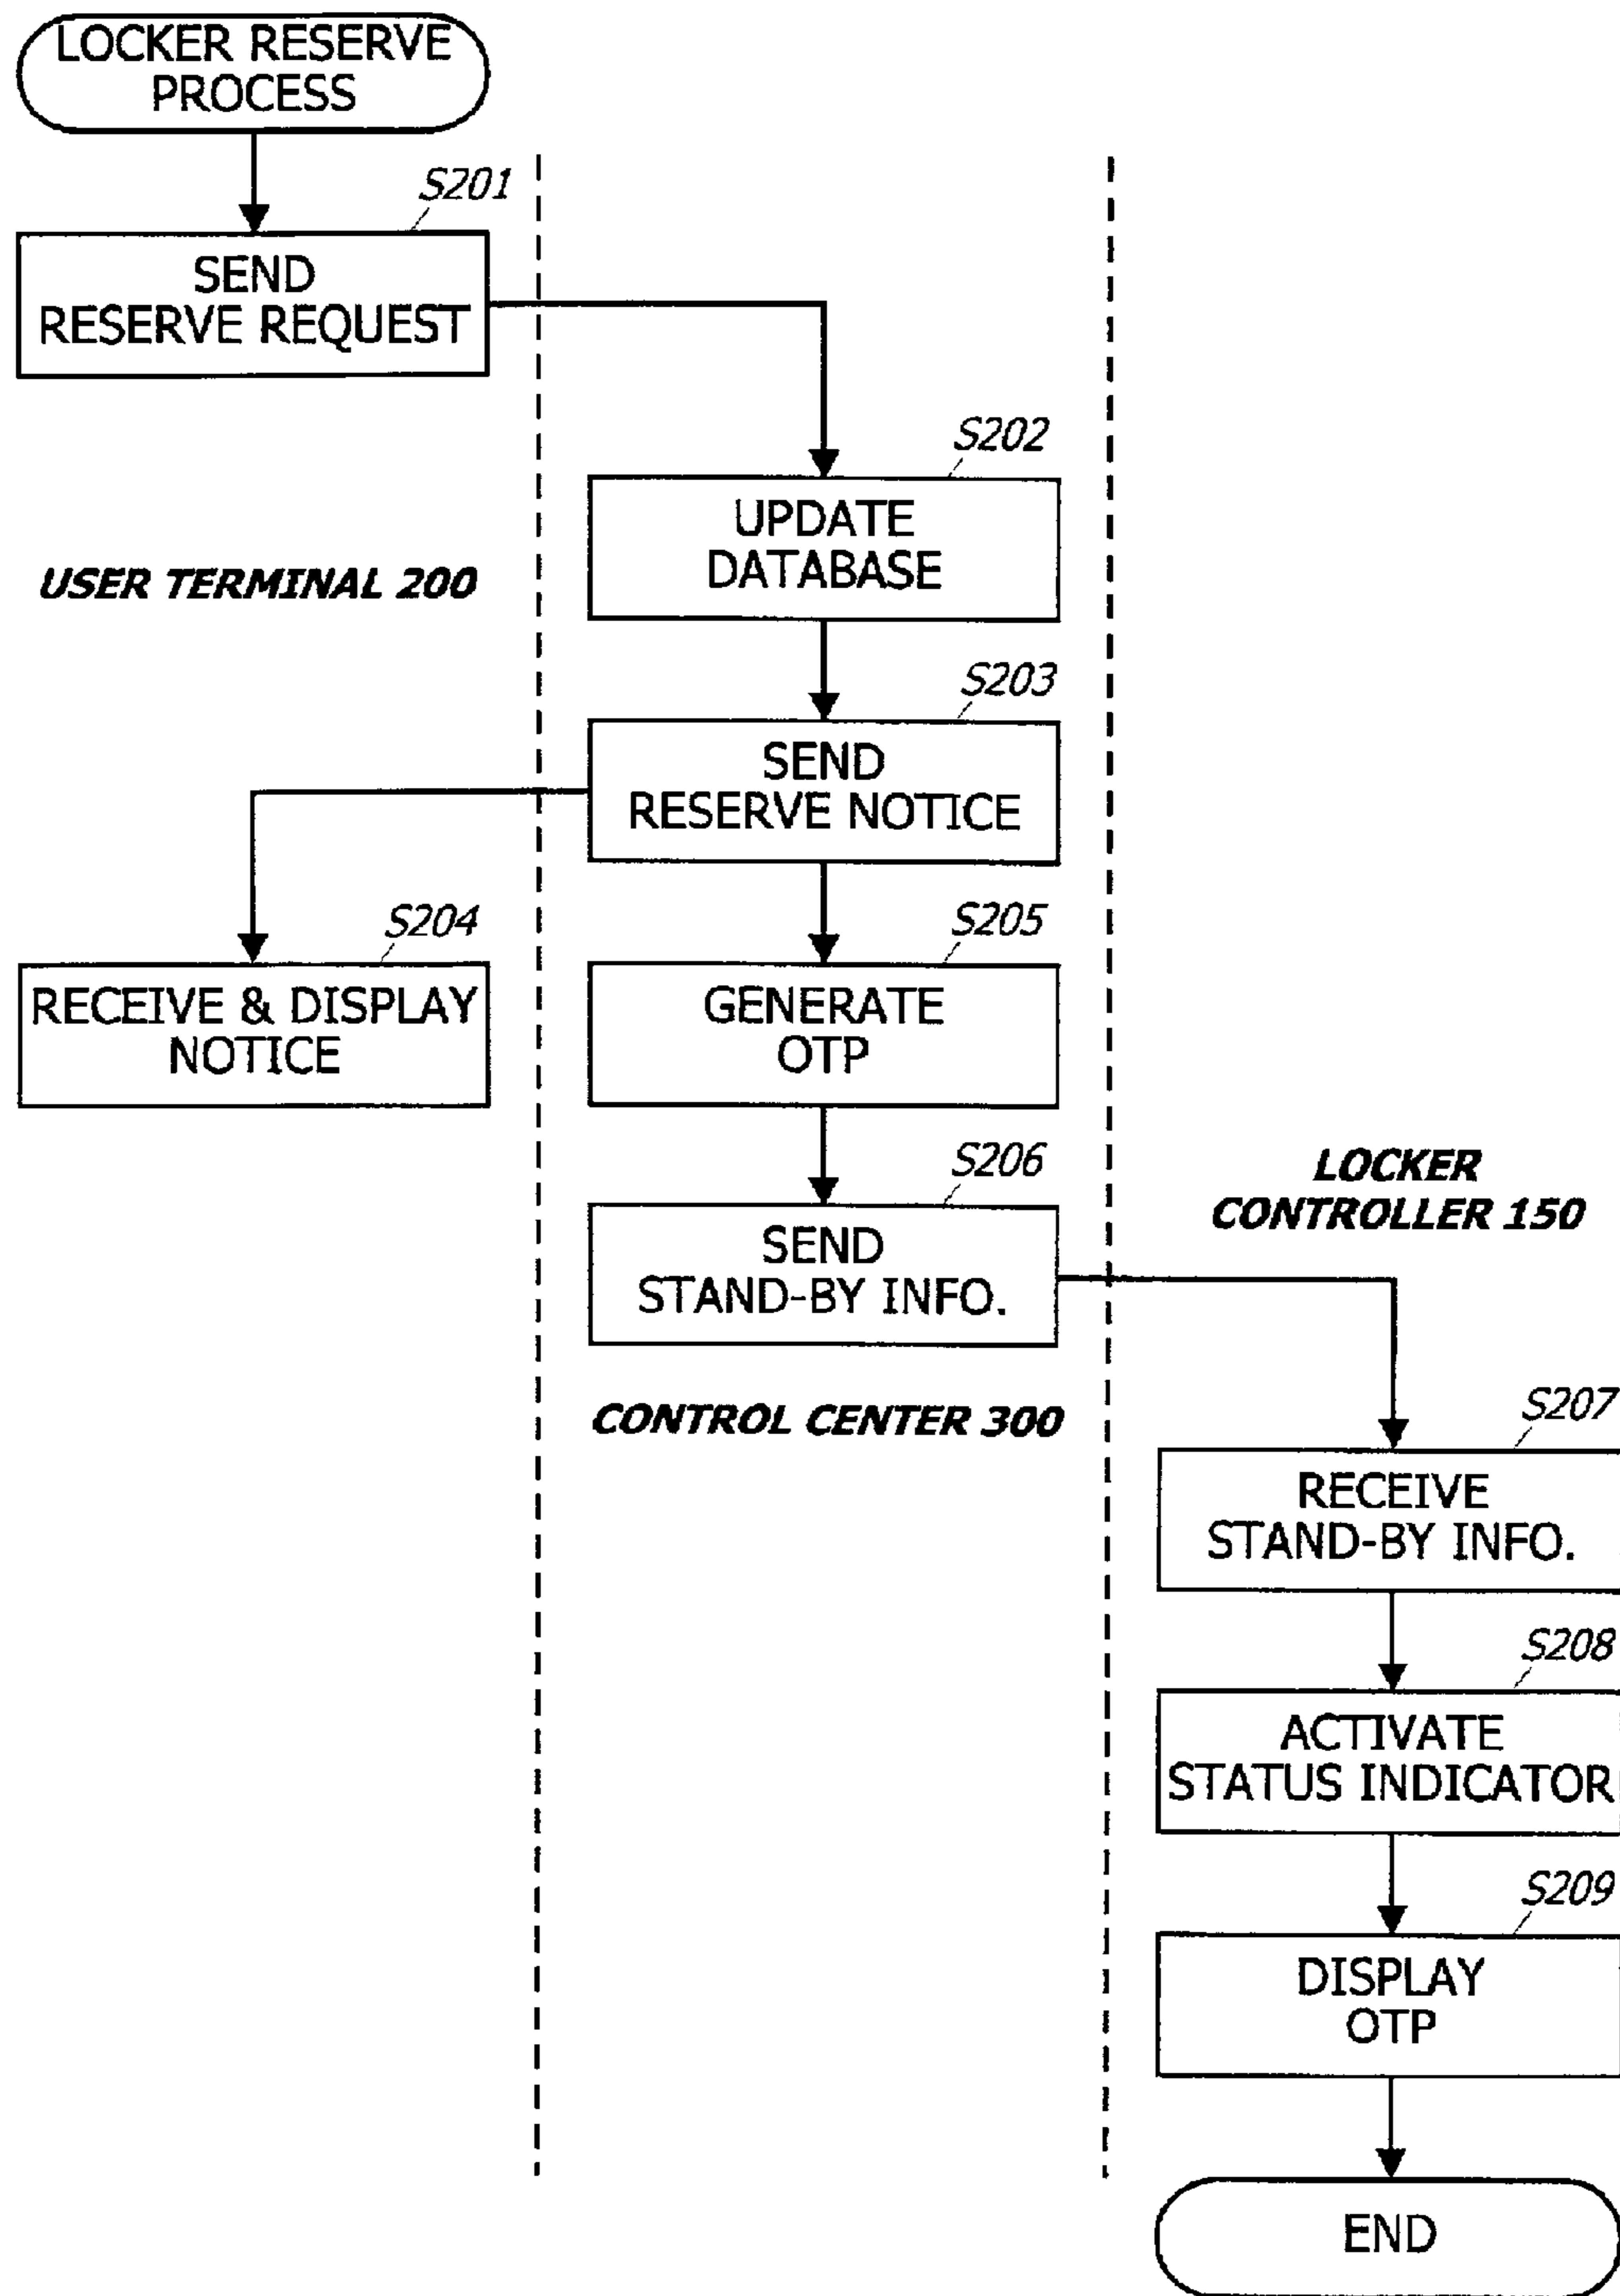 LOCKER RESERVE
PROCESS
S201
SEND
RESERVE REQUEST
S202
UPDATE
DATABASE
USER TERMINAL 200
S203
SEND
RESERVE NOTICE
S204
RECEIVE & DISPLAY
NOTICE
S205
GENERATE
OTP
S206
SEND
STAND-BY INFO.
LOCKER
CONTROLLER 150
CONTROL CENTER 300
S207
RECEIVE
STAND-BY INFO.
S208
ACTIVATE
STATUS INDICATOR
S209
DISPLAY
OTP
END